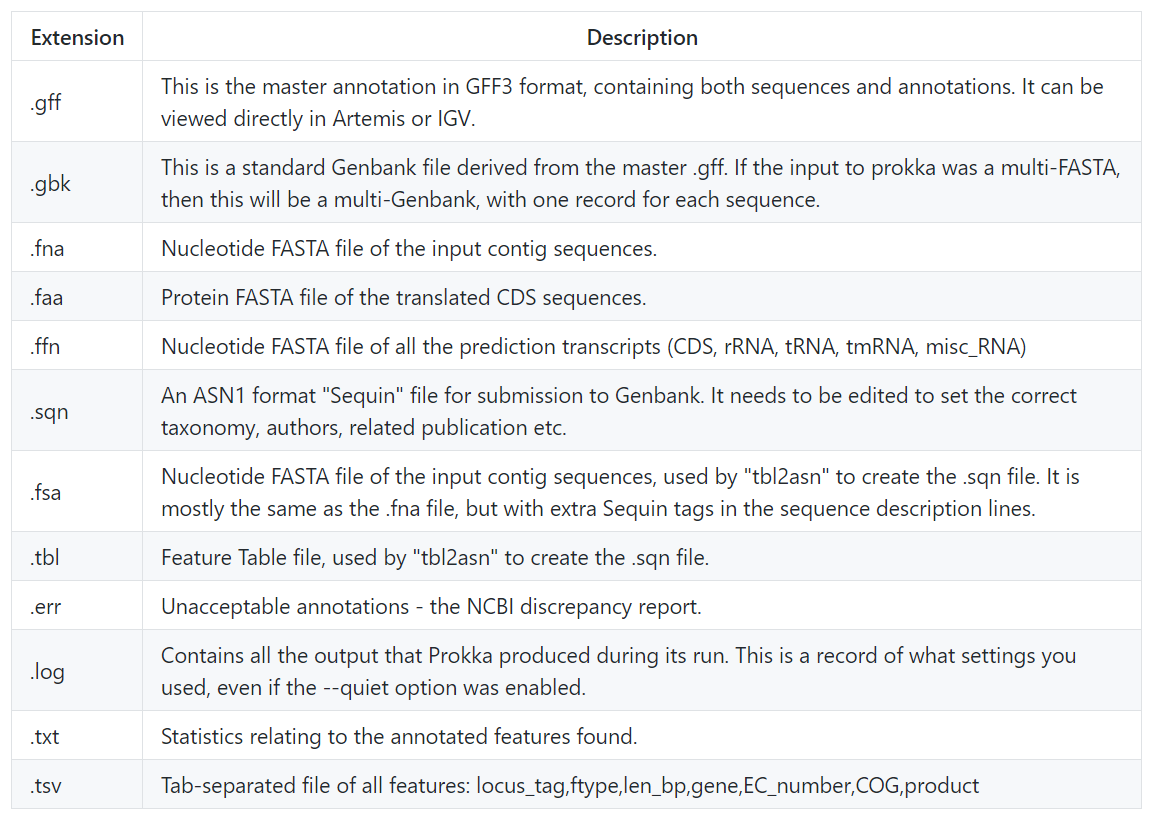 Extension Description
.gff
This is the master annotation in GFF3 format, containing both sequences and annotations. It can be
viewed directly in Artemis or IGV.
.gbk
This is a standard Genbank file derived from the master .gff. If the input to prokka was a multi-FASTA,
then this will be a multi-Genbank, with one record for each sequence.
.fna Nucleotide FASTA file of the input contig sequences.
.faa Protein FASTA file of the translated CDS sequences.
.ffn Nucleotide FASTA file of all the prediction transcripts (CDS, rRNA, tRNA, tmRNA, misc_RNA)
.sqn
An ASN1 format "Sequin" file for submission to Genbank. It needs to be edited to set the correct
taxonomy, authors, related publication etc.
.fsa
Nucleotide FASTA file of the input contig sequences, used by "tbl2asn" to create the .sqn file. It is
mostly the same as the .fna file, but with extra Sequin tags in the sequence description lines.
.tbl Feature Table file, used by "tbl2asn" to create the .sqn file.
.err Unacceptable annotations - the NCBI discrepancy report.
.log
Contains all the output that Prokka produced during its run. This is a record of what settings you
used, even if the --quiet option was enabled.
.txt Statistics relating to the annotated features found.
.tsv Tab-separated file of all features: locus_tag,ftype,len_bp,gene,EC_number,COG,product